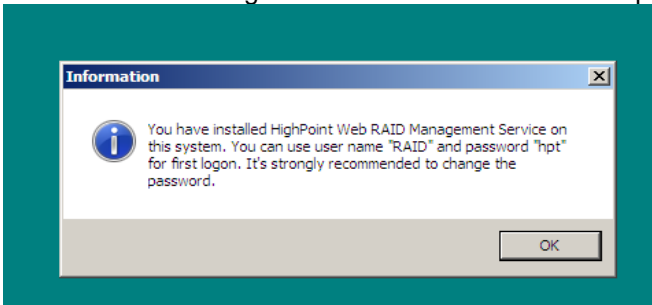 Information
You have installed HighPoint Web RAID Management Service on
this system. You can use user name "RAID" and password "hpt"
for first logon. It's strongly recommended to change the
password.
OK